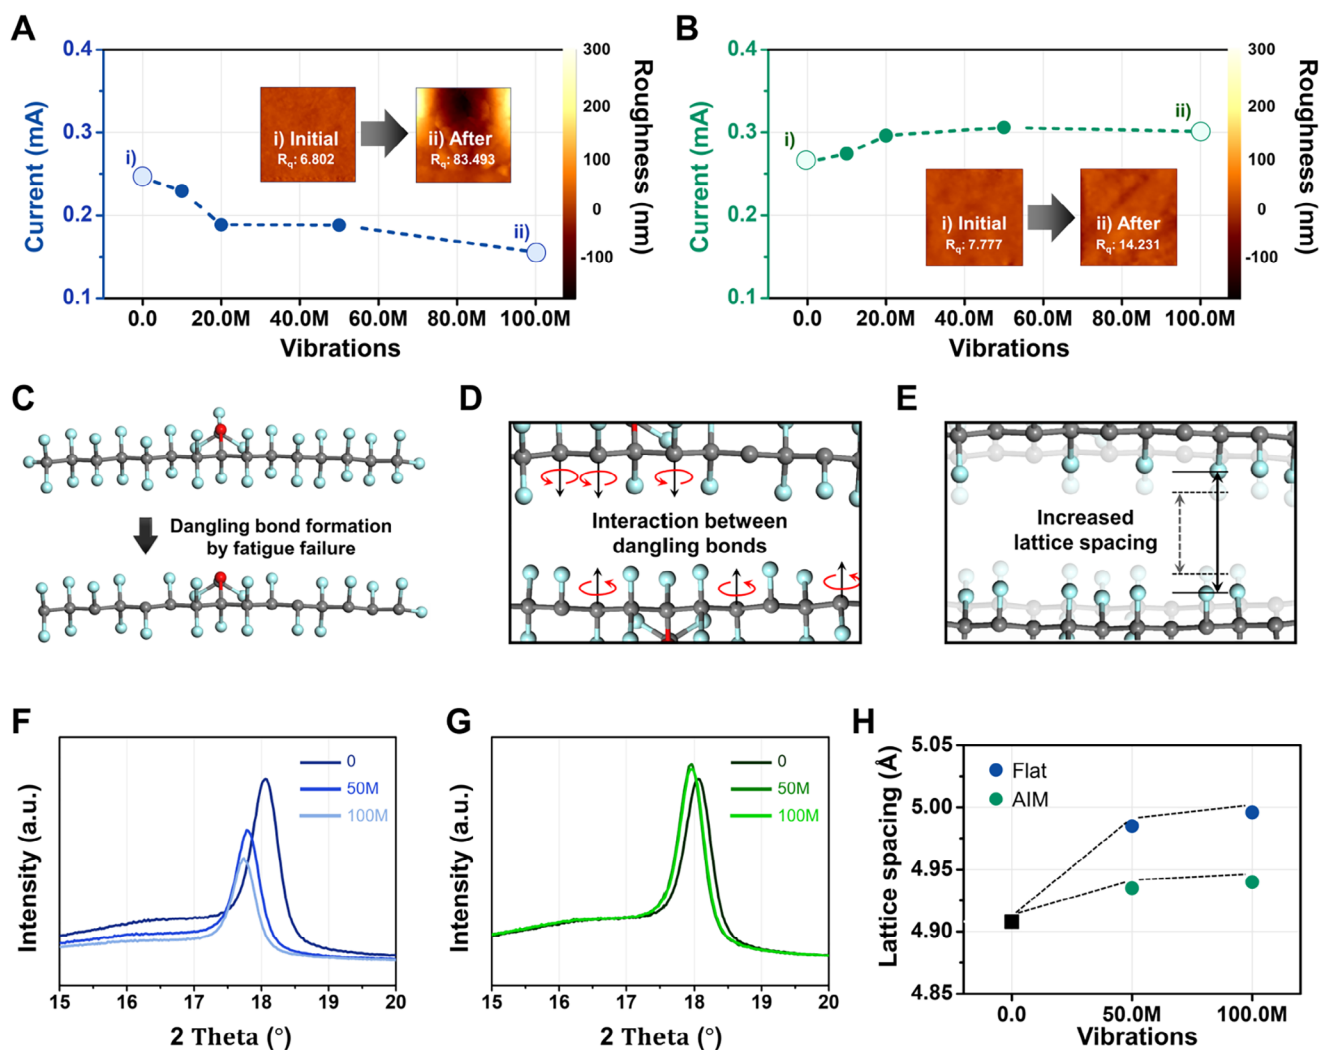 A
0.4
0.3
0.2
0.1
Current (mA)
i)
ii)
i) Initial
Rq: 6.802
ii) After
Rq: 83.493
0.0
20.0M
40.0M
60.0M
80.0M
100.0M
Vibrations
300
200
100
0
-100
Roughness (nm)
B
0.4
0.3
0.2
0.1
Current (mA)
i)
ii)
i) Initial
Rq: 7.777
ii) After
Rq: 14.231
0.0
20.0M
40.0M
60.0M
80.0M
100.0M
Vibrations
300
200
100
0
-100
Roughness (nm)
C
Dangling bond formation
by fatigue failure
D
Interaction between
dangling bonds
E
Increased
lattice spacing
F
Intensity (a.u.)
0
50M
100M
15
16
17
18
19
20
2 Theta (°)
G
Intensity (a.u.)
0
50M
100M
15
16
17
18
19
20
2 Theta (°)
H
Lattice spacing (Å)
5.05
5.00
4.95
4.90
4.85
Flat
AIM
0.0
50.0M
100.0M
Vibrations